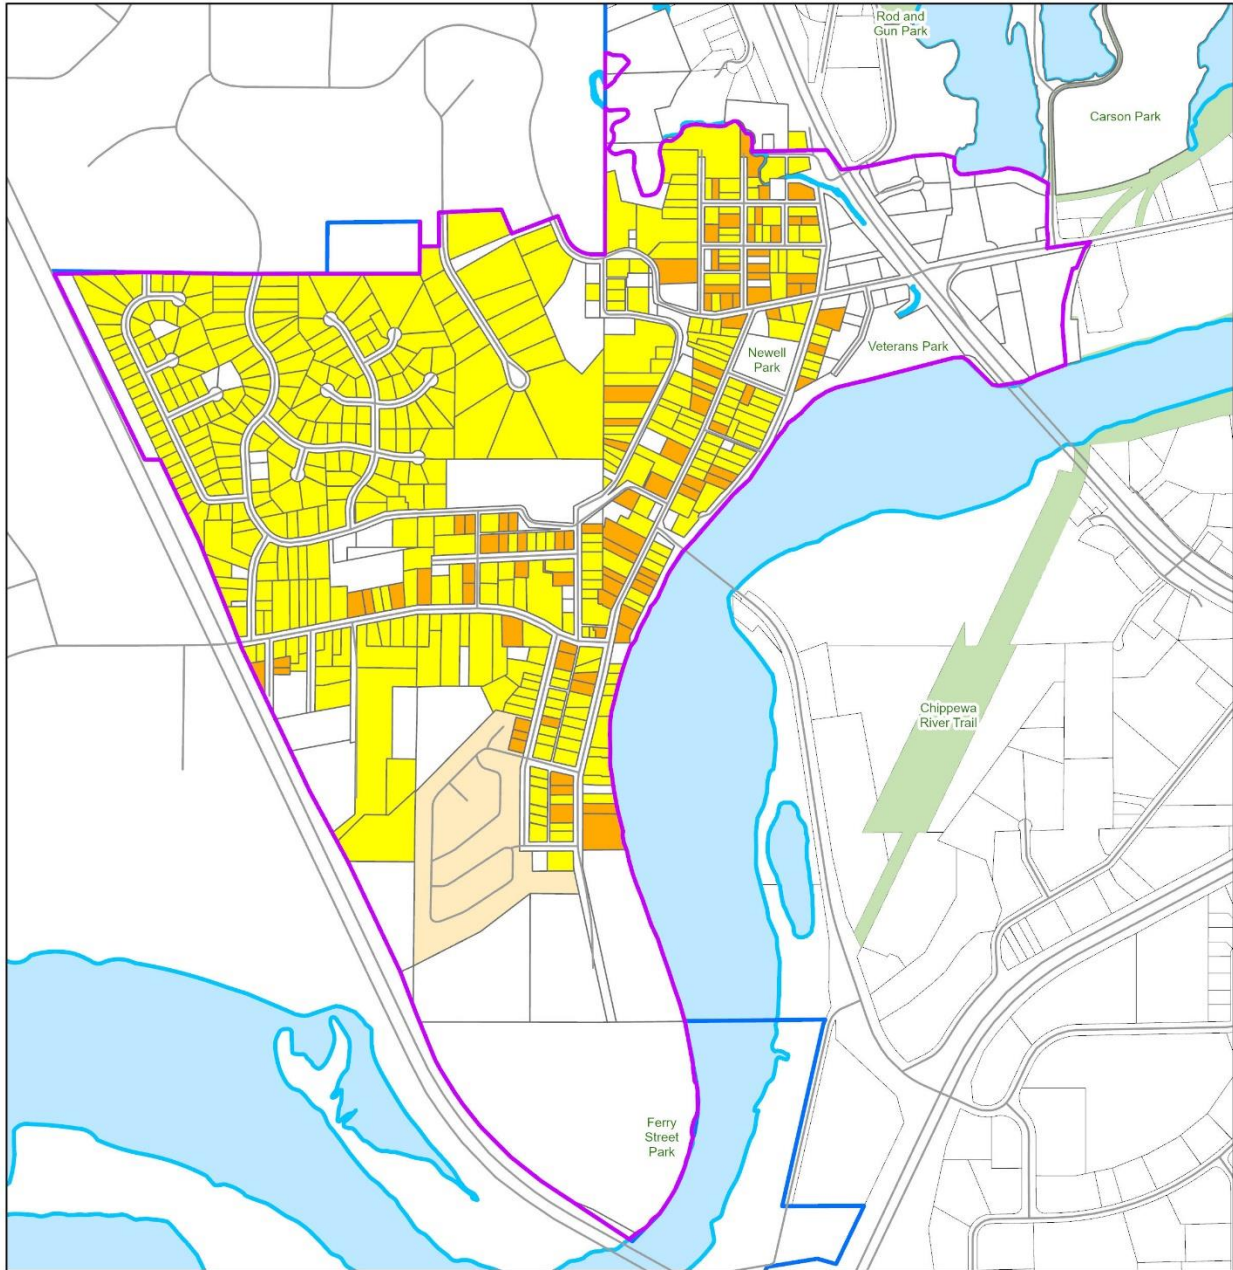 Rod and
Gun Park
Carson Park
Newell
Park
Veterans Park
Chippewa
River Trail
Ferry
Street
Park